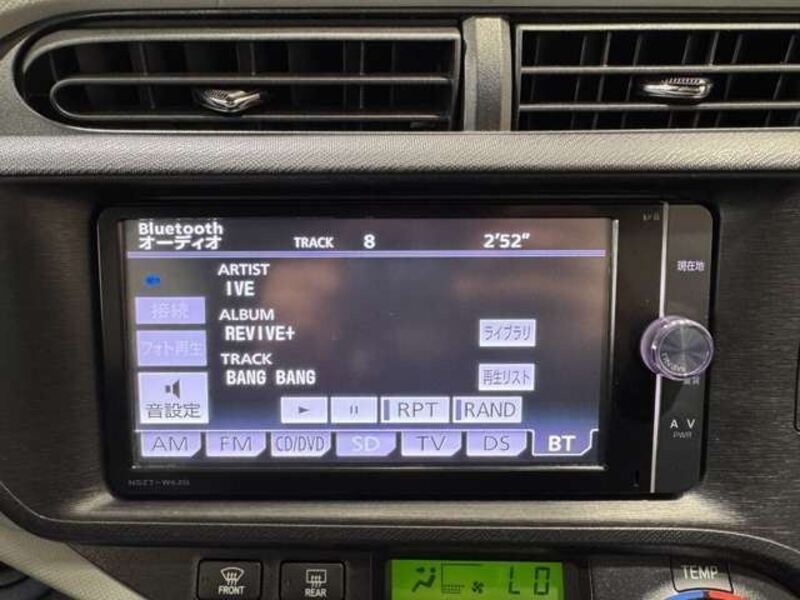 Bluetooth
オーディオ TRACK 8 2'52"
ARTIST
IVE
ALBUM
REVIVE+
TRACK
BANG BANG
接続
フォト再生
音設定
ライブラリ
再生リスト
RPT RAND
AM FM CD/DVD SD TV DS BT
現在地
A V
PWR
NSZT-W62G
FRONT
REAR
LO
TEMP